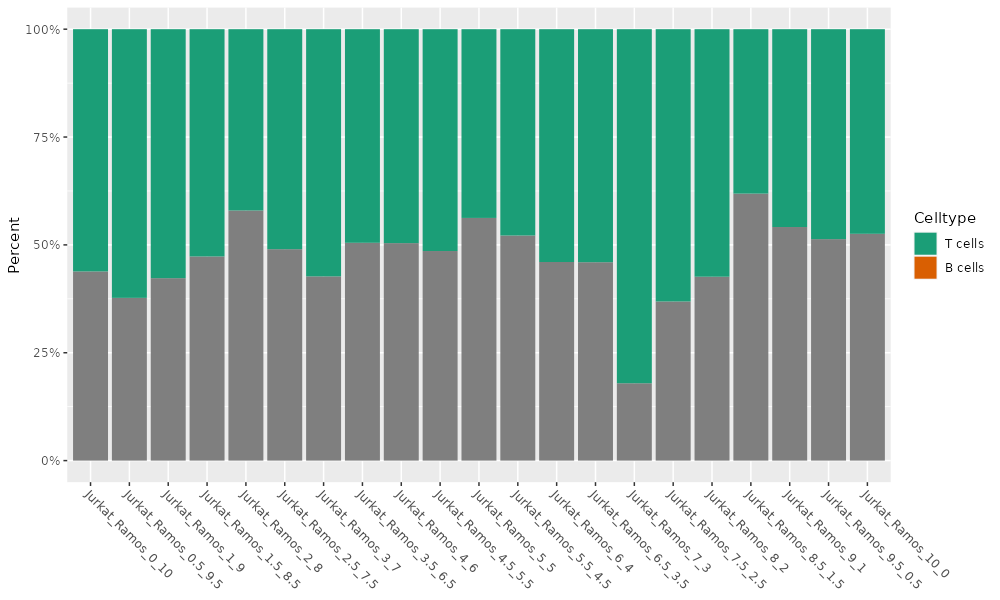 100%
75%
50%
25%
0%
Percent
Jurkat_Ramos_0_10
Jurkat_Ramos_0.5_9.5
Jurkat_Ramos_1_9
Jurkat_Ramos_1.5_8.5
Jurkat_Ramos_2_8
Jurkat_Ramos_2.5_7.5
Jurkat_Ramos_3_7
Jurkat_Ramos_3.5_6.5
Jurkat_Ramos_4_6
Jurkat_Ramos_4.5_5.5
Jurkat_Ramos_5_5
Jurkat_Ramos_5.5_4.5
Jurkat_Ramos_6_4
Jurkat_Ramos_6.5_3.5
Jurkat_Ramos_7_3
Jurkat_Ramos_7.5_2.5
Jurkat_Ramos_8_2
Jurkat_Ramos_8.5_1.5
Jurkat_Ramos_9_1
Jurkat_Ramos_9.5_0.5
Jurkat_Ramos_10_0
Celltype
T cells
B cells